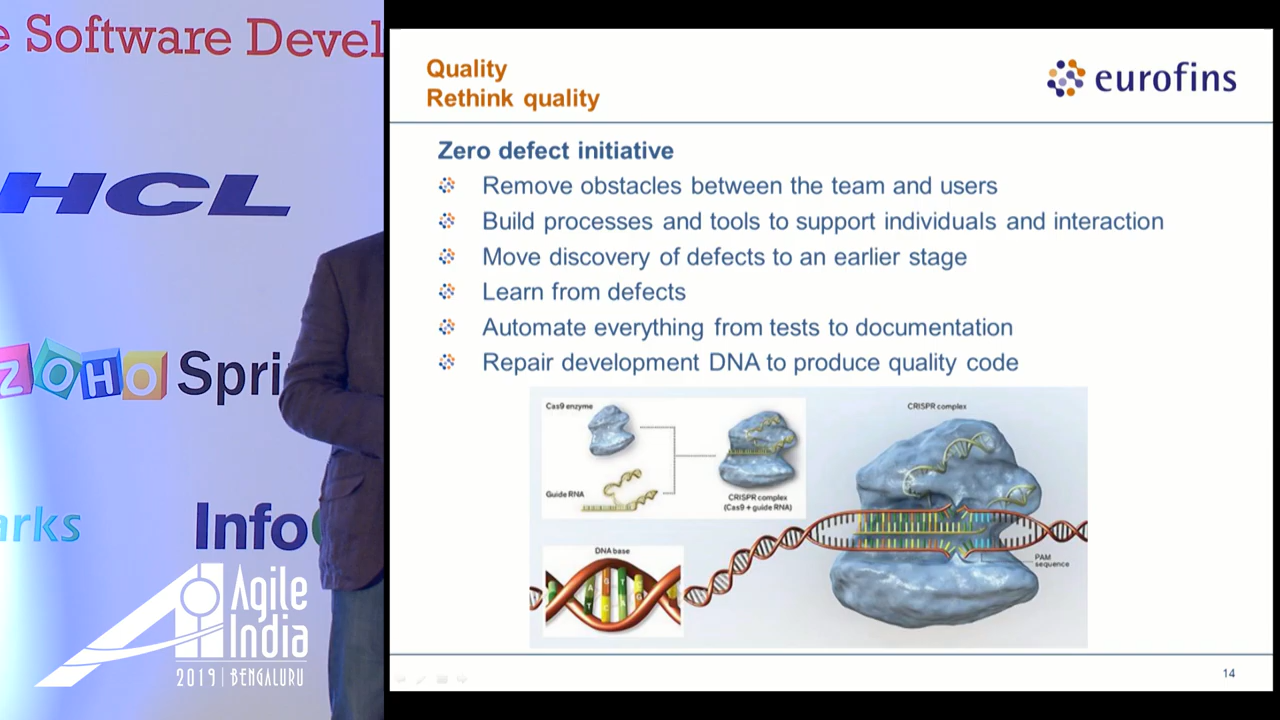 e Software Devel
HCL
ZOHO Spri
arks
Info
Agile
India
2019 | BENGALURU
Quality
Rethink quality
eurofins
Zero defect initiative
Remove obstacles between the team and users
Build processes and tools to support individuals and interaction
Move discovery of defects to an earlier stage
Learn from defects
Automate everything from tests to documentation
Repair development DNA to produce quality code
Cas9 enzyme
Guide RNA
CRISPR complex
(Cas9 + guide RNA)
CRISPR complex
DNA base
PAM
sequence
14